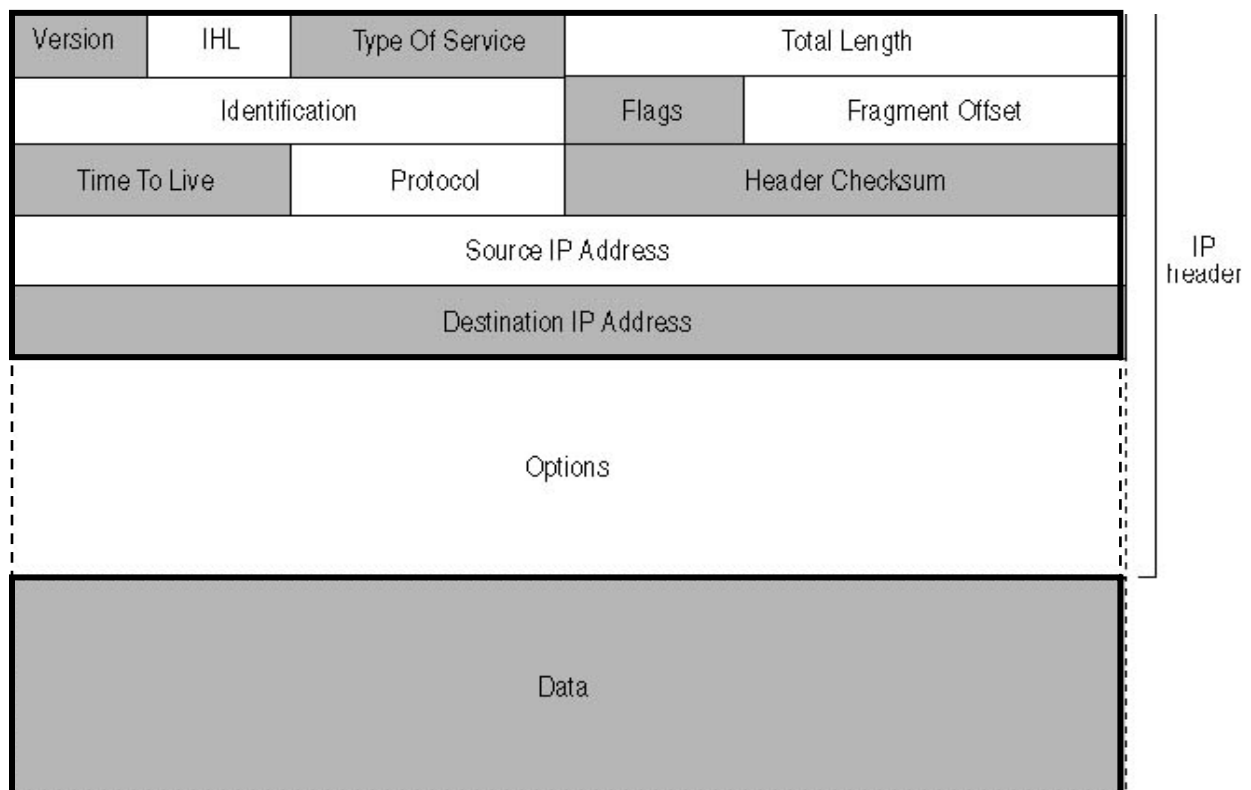 Version IHL Type Of Service Total Length
Identification Flags Fragment Offset
Time To Live Protocol Header Checksum
Source IP Address
Destination IP Address
IP
header
Options
Data